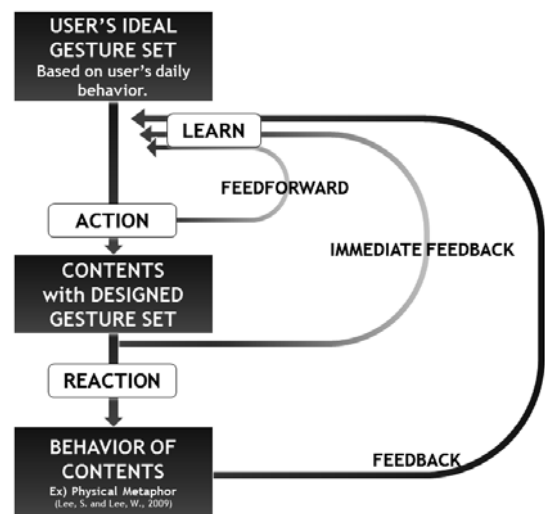 USER'S IDEAL
GESTURE SET
Based on user's daily
behavior.
LEARN
FEEDFORWARD
ACTION
IMMEDIATE FEEDBACK
CONTENTS
with DESIGNED
GESTURE SET
REACTION
BEHAVIOR OF
CONTENTS
Ex) Physical Metaphor
(Lee, S. and Lee, W., 2009)
FEEDBACK